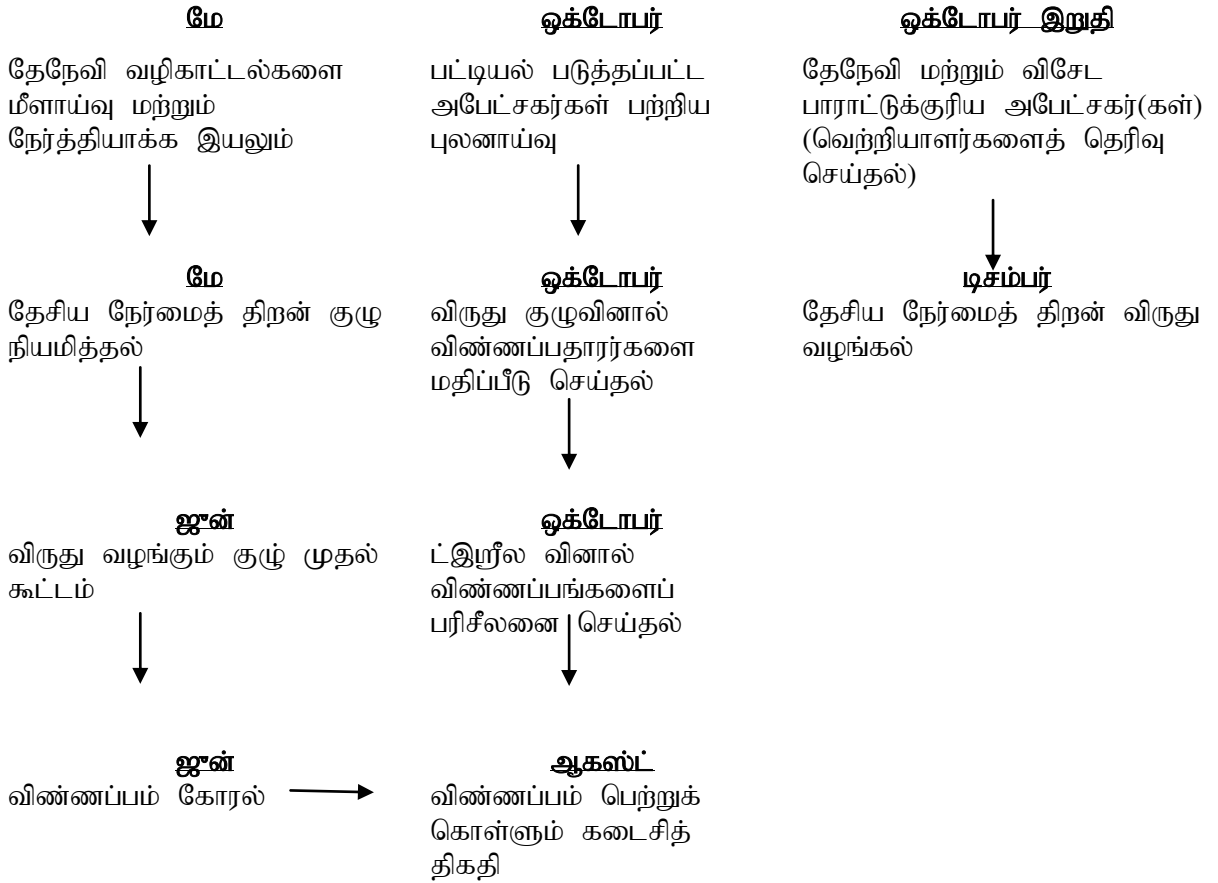 மே
தேநேவி வழிகாட்டல்களை
மீளாய்வு மற்றும்
நேர்த்தியாக்க இயலும்
மே
தேசிய நேர்மைத் திறன் குழு
நியமித்தல்
ஜுன்
விருது வழங்கும் குழு் முதல்
கூட்டம்
ஜுன்
விண்ணப்பம் கோரல்
ஒக்டோபர்
பட்டியல் படுத்தப்பட்ட
அபேட்சகர்கள் பற்றிய
புலனாய்வு
ஒக்டோபர்
விருது குழுவினால்
விண்ணப்பதாரர்களை
மதிப்பீடு செய்தல்
ஒக்டோபர்
வினால்
விண்ணப்பங்களைப்
பரிசீலனை செய்தல்
ஆகஸ்ட்
விண்ணப்பம் பெற்றுக்
கொள்ளும் கடைசித்
திகதி
ஒக்டோபர் இறுதி
தேநேவி மற்றும் விசேட
பாராட்டுக்குரிய அபேட்சகர்(கள்)
(வெற்றியாளர்களைத் தெரிவு
செய்தல்)
டிசம்பர்
தேசிய நேர்மைத் திறன் விருது
வழங்கல்